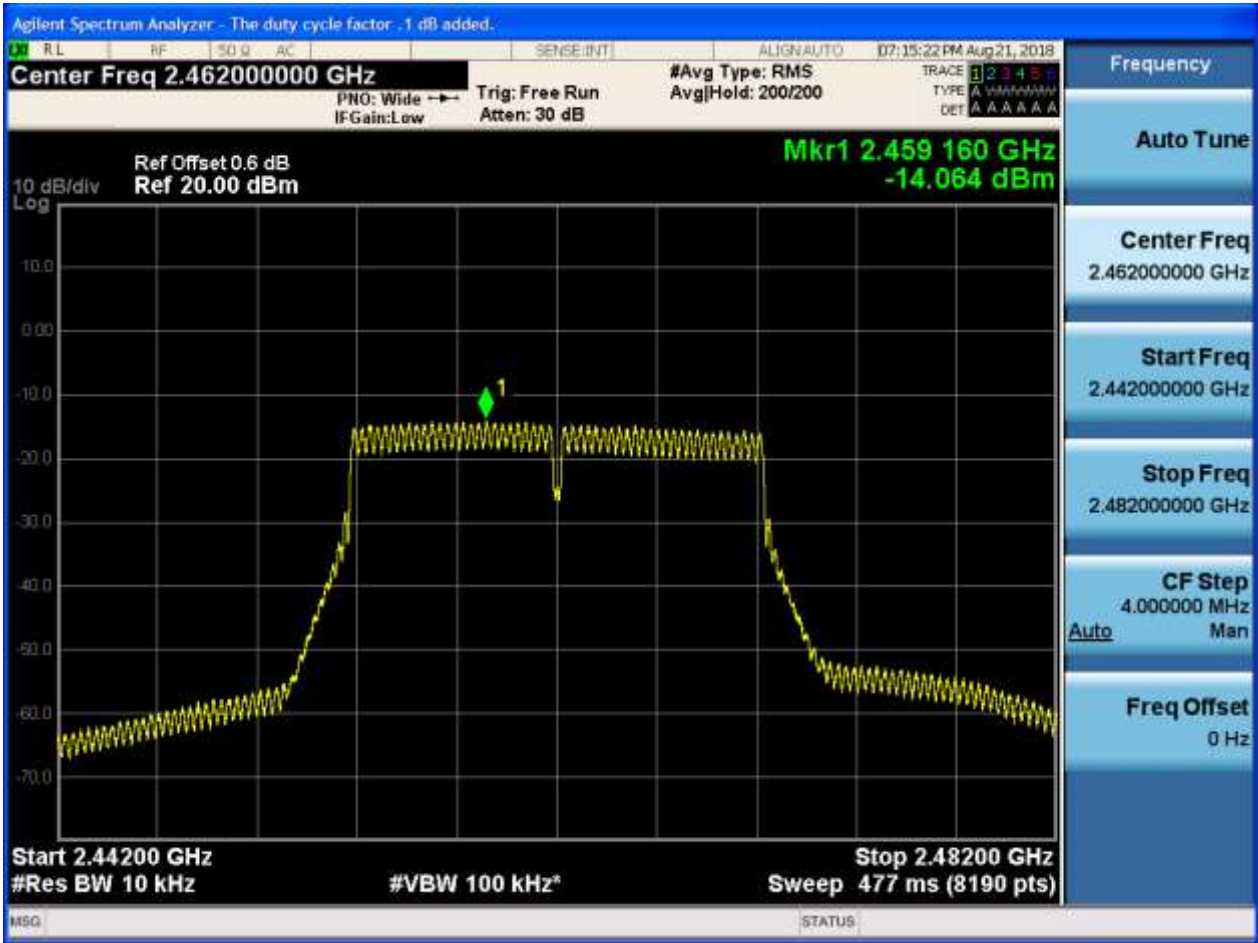 Agilent Spectrum Analyzer - The duty cycle factor .1 dB added.
RL RF 50 Ω AC SENSE:INT ALIGNAUTO 07:15:22 PM Aug 21, 2018
Center Freq 2.462000000 GHz
PNO: Wide
IFGain:Low
Trig: Free Run
Atten: 30 dB
#Avg Type: RMS
Avg|Hold: 200/200
TRACE 1 2 3 4 5 6
TYPE A WWWWW
DET A A A A A A
Mkr1 2.459 160 GHz
-14.064 dBm
Ref Offset 0.6 dB
Ref 20.00 dBm
10 dB/div
Log
10.0
0.00
-10.0
-20.0
-30.0
-40.0
-50.0
-60.0
-70.0
1
Start 2.44200 GHz
Stop 2.48200 GHz
#Res BW 10 kHz
#VBW 100 kHz*
Sweep 477 ms (8190 pts)
MSG
STATUS
Frequency
Auto Tune
Center Freq
2.462000000 GHz
Start Freq
2.442000000 GHz
Stop Freq
2.482000000 GHz
CF Step
4.000000 MHz
Auto Man
Freq Offset
0 Hz